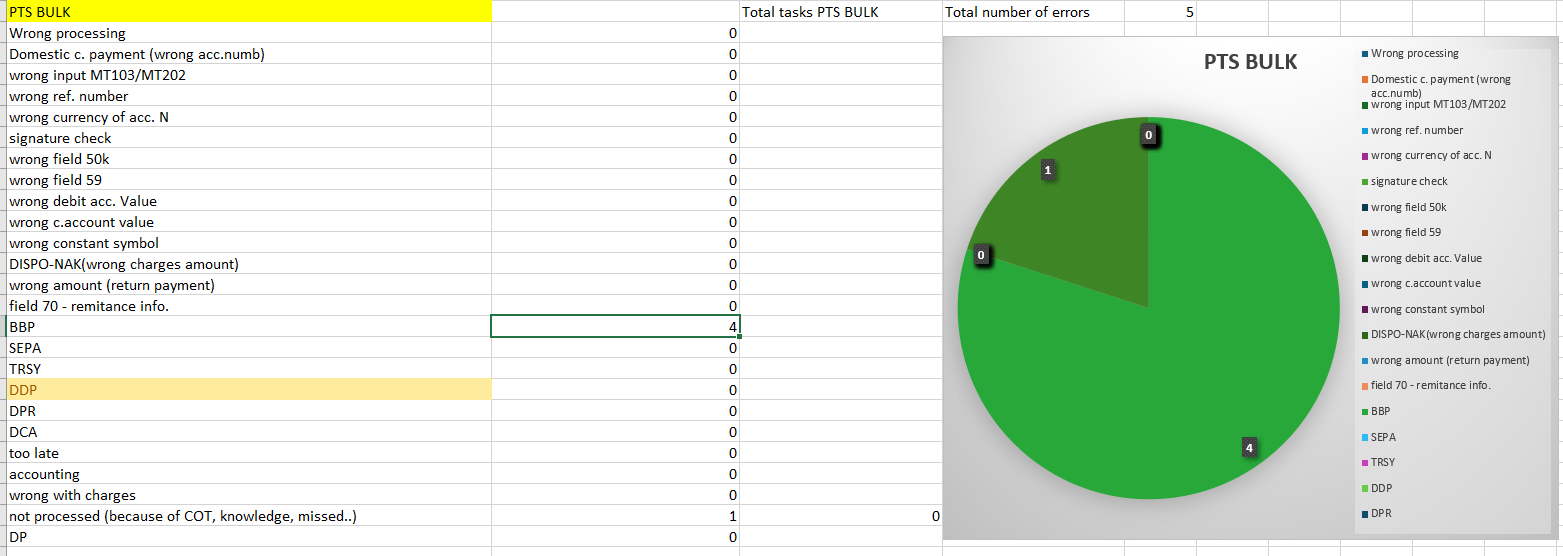 PTS BULK Total tasks PTS BULK Total number of errors 5
Wrong processing 0
Domestic c. payment (wrong acc.numb) 0
wrong input MT103/MT202 0
wrong ref. number 0
wrong currency of acc. N 0
signature check 0
wrong field 50k 0
wrong field 59 0
wrong debit acc. Value 0
wrong c.account value 0
wrong constant symbol 0
DISPO-NAK(wrong charges amount) 0
wrong amount (return payment) 0
field 70 - remitance info. 0
BBP 4
SEPA 0
TRSY 0
DDP 0
DPR 0
DCA 0
too late 0
accounting 0
wrong with charges 0
not processed (because of COT, knowledge, missed..) 1 0
DP 0
PTS BULK
0
1
0
4
Wrong processing
Domestic c. payment (wrong
acc.numb)
wrong input MT103/MT202
wrong ref. number
wrong currency of acc. N
signature check
wrong field 50k
wrong field 59
wrong debit acc. Value
wrong c.account value
wrong constant symbol
DISPO-NAK(wrong charges amount)
wrong amount (return payment)
field 70 - remitance info.
BBP
SEPA
TRSY
DDP
DPR